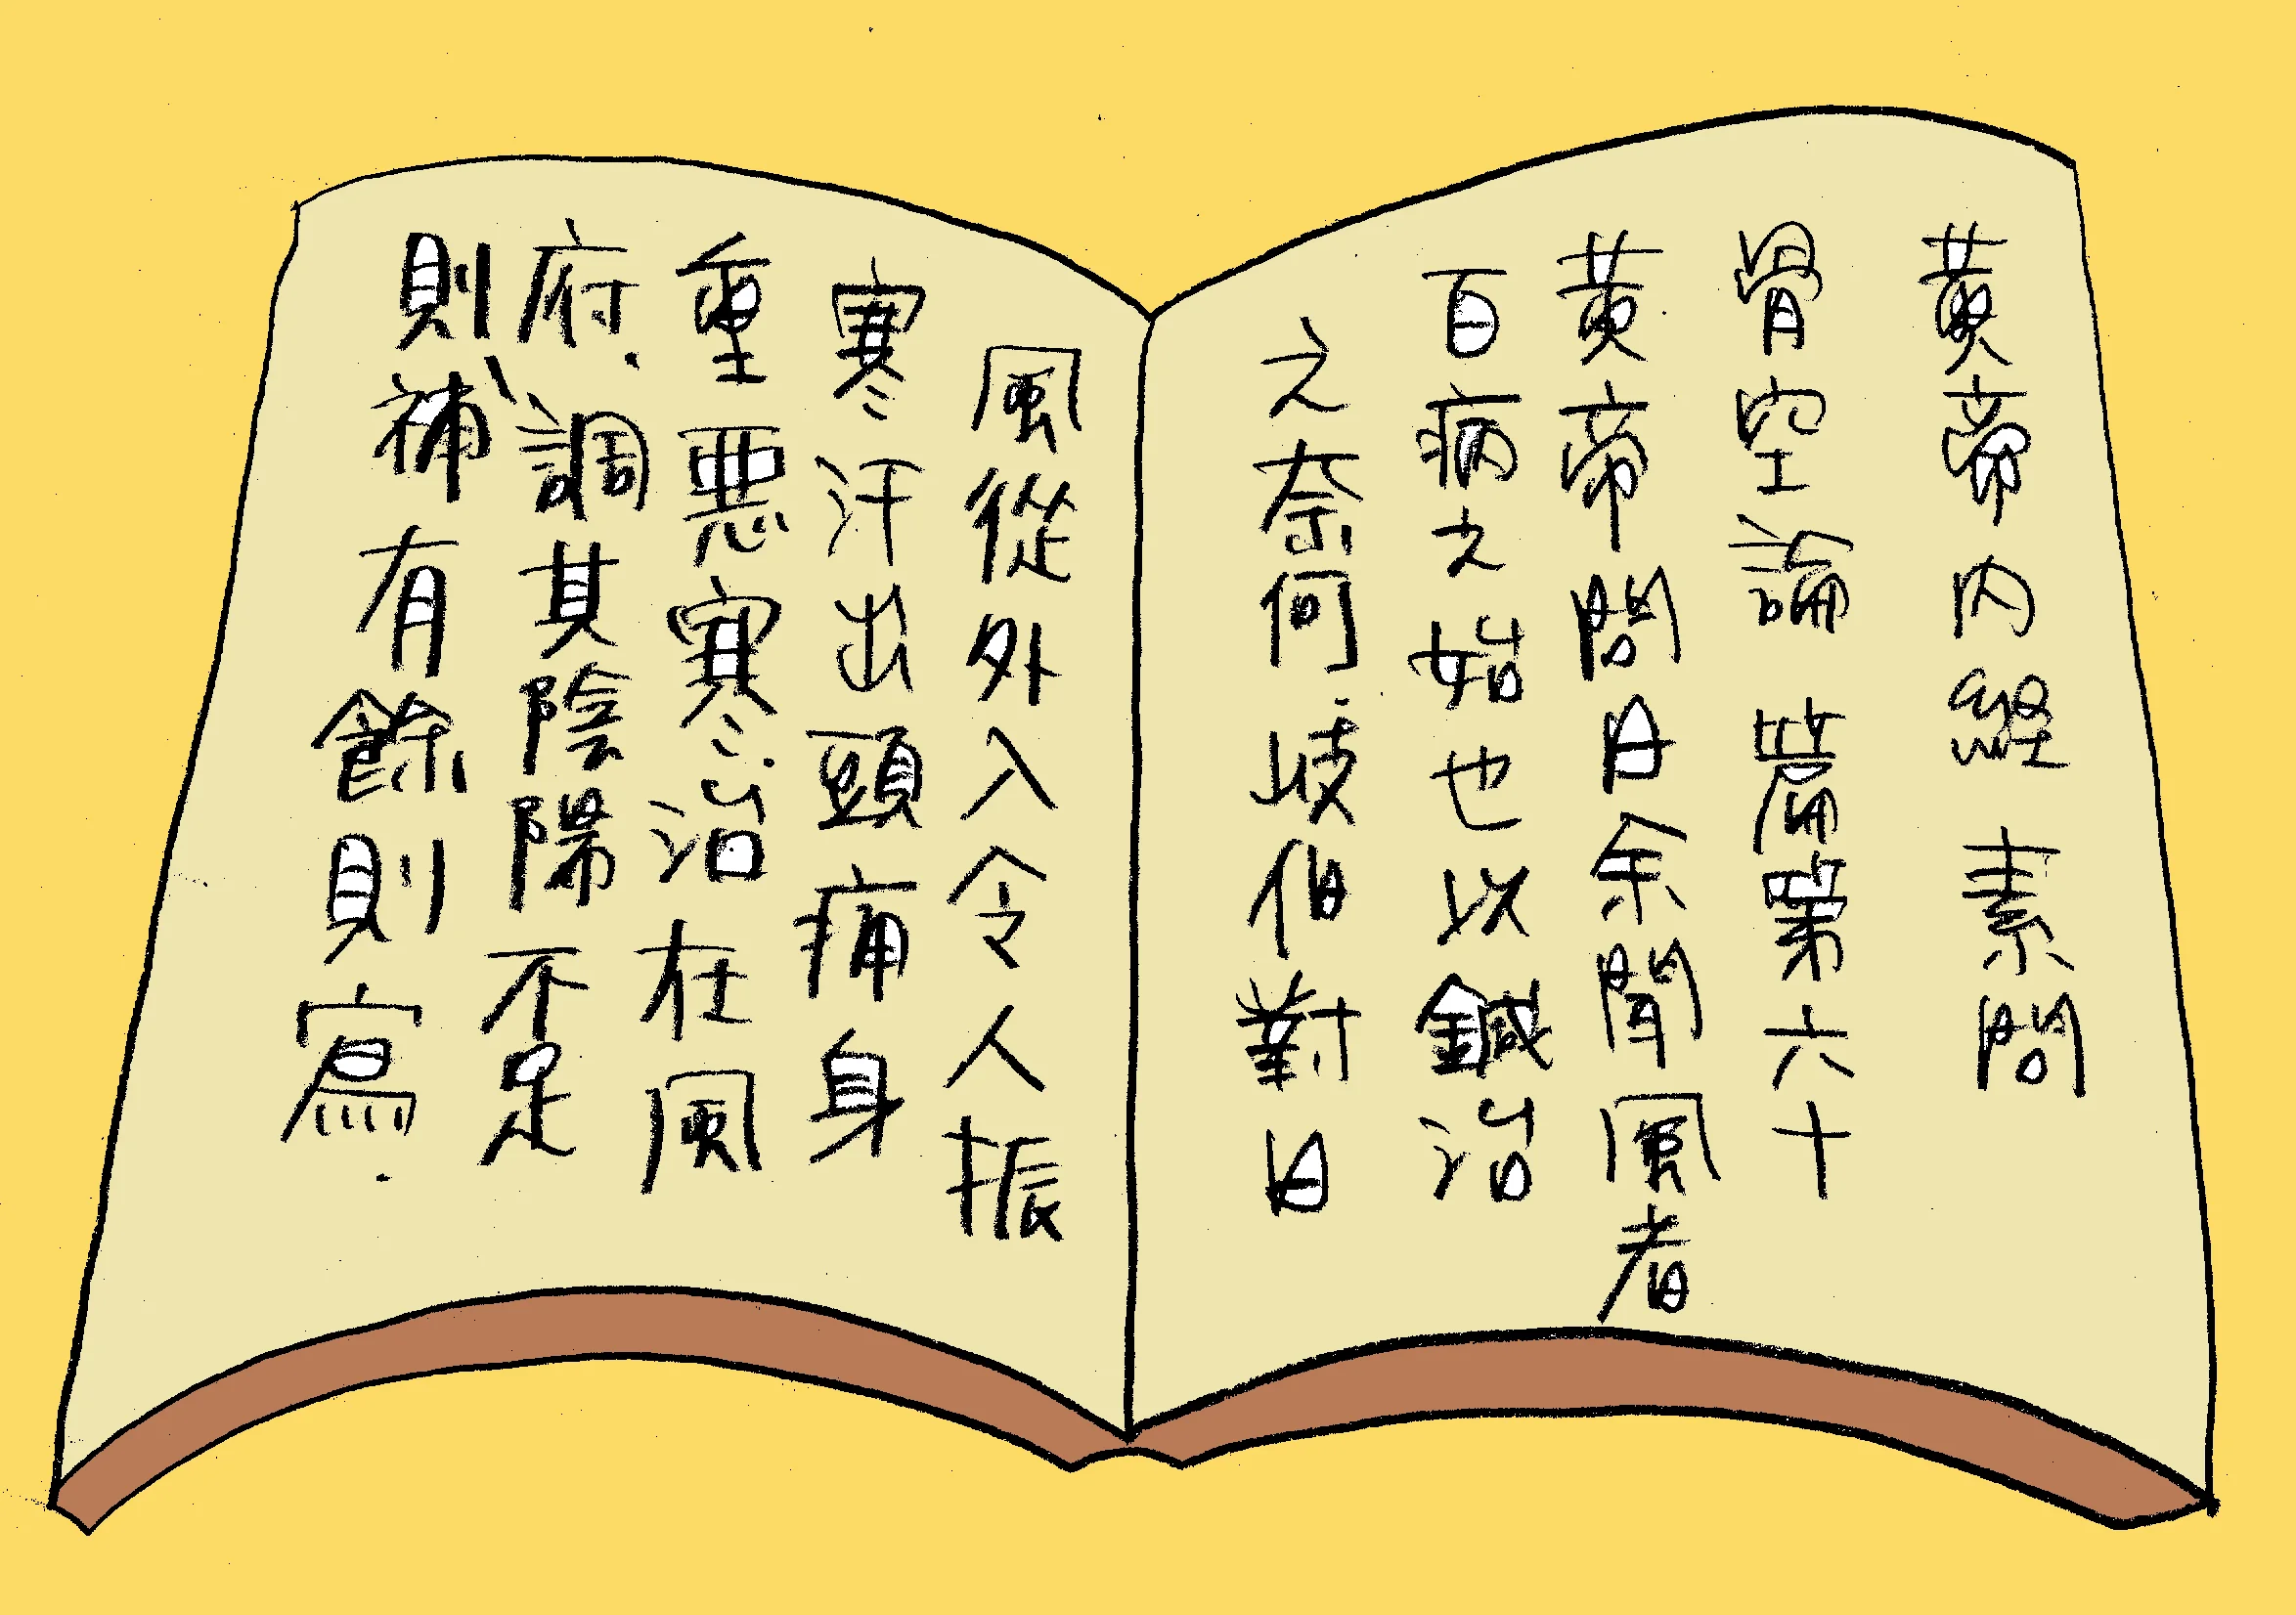 黃帝内經素問
骨空論篇第六十
黃帝問曰余聞風者
百病之始也以鍼治
之奈何.岐伯對曰
風從外入令人振
寒汗出頭痛身
重惡寒.治在風
府.調其陰陽不足
則補、有餘則寫.